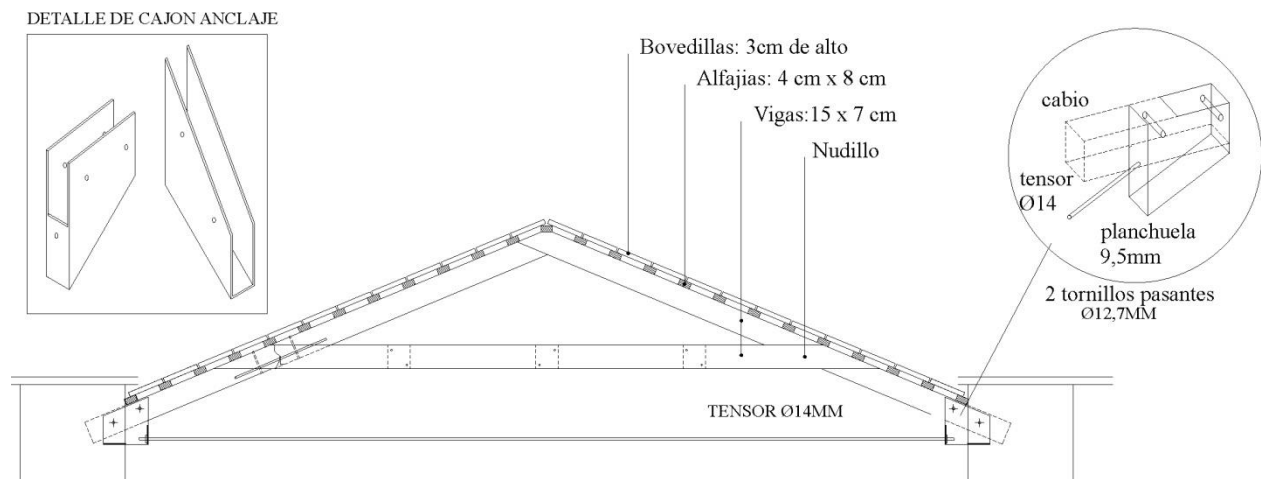 DETALLE DE CAJON ANCLAJE
Bovedillas: 3cm de alto
Alfajias: 4 cm x 8 cm
Vigas:15 x 7 cm
Nudillo
cabio
tensor
Ø14
planchuela
9,5mm
2 tornillos pasantes
Ø12,7MM
TENSOR Ø14MM